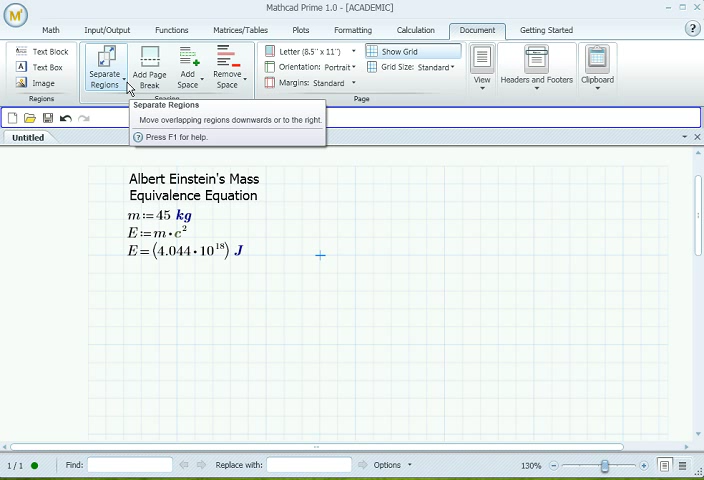 Mathcad Prime 1.0 - [ACADEMIC]
Math Input/Output Functions Matrices/Tables Plots Formatting Calculation Document Getting Started
Text Block
Text Box
Image
Regions
Separate Regions
Add Page Break
Add Space
Remove Space
Letter (8.5" x 11")
Orientation: Portrait
Margins: Standard
Show Grid
Grid Size: Standard
Page
View
Headers and Footers
Clipboard
Separate Regions
Move overlapping regions downwards or to the right.
Press F1 for help.
Untitled
Albert Einstein's Mass
Equivalence Equation
m := 45 kg
E := m · c²
E = (4.044 · 10¹⁸) J
1 / 1 Find: Replace with: Options 130%